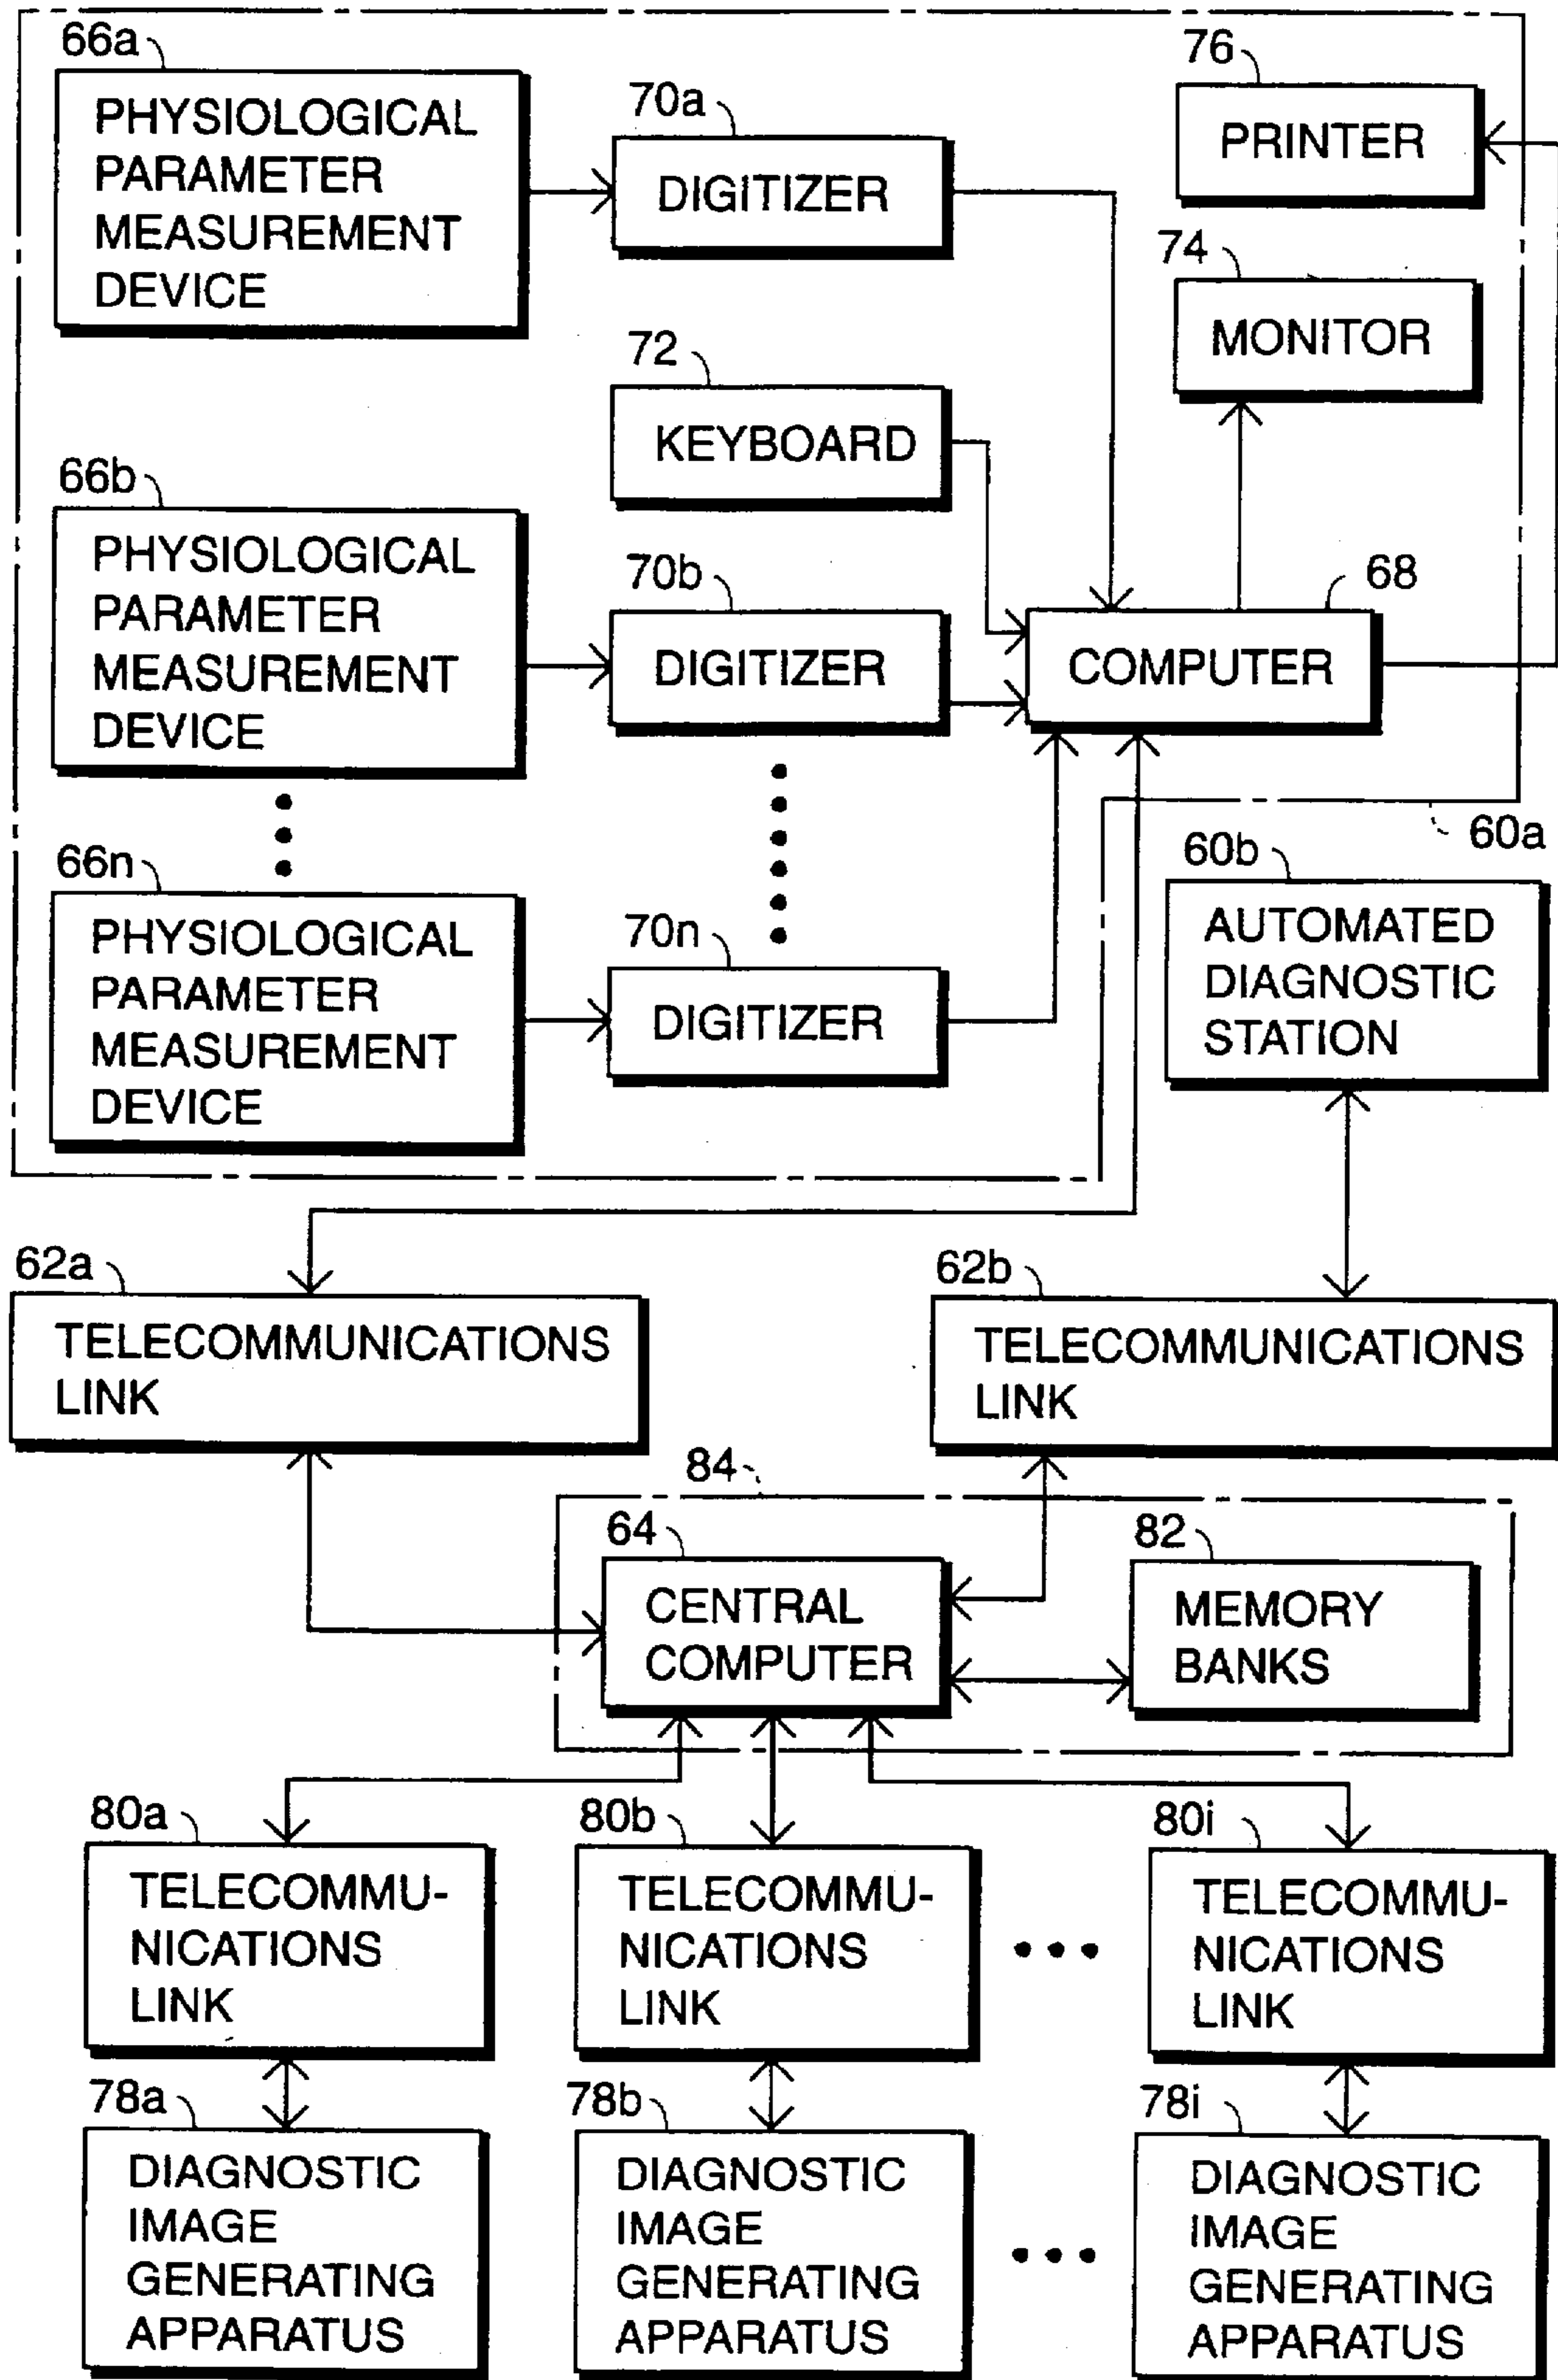 66a
PHYSIOLOGICAL
PARAMETER
MEASUREMENT
DEVICE
70a
DIGITIZER
76
PRINTER
74
MONITOR
72
KEYBOARD
66b
PHYSIOLOGICAL
PARAMETER
MEASUREMENT
DEVICE
70b
DIGITIZER
68
COMPUTER
60a
66n
PHYSIOLOGICAL
PARAMETER
MEASUREMENT
DEVICE
70n
DIGITIZER
60b
AUTOMATED
DIAGNOSTIC
STATION
62a
TELECOMMUNICATIONS
LINK
62b
TELECOMMUNICATIONS
LINK
84
64
CENTRAL
COMPUTER
82
MEMORY
BANKS
80a
TELECOMMU-
NICATIONS
LINK
80b
TELECOMMU-
NICATIONS
LINK
80i
TELECOMMU-
NICATIONS
LINK
78a
DIAGNOSTIC
IMAGE
GENERATING
APPARATUS
78b
DIAGNOSTIC
IMAGE
GENERATING
APPARATUS
78i
DIAGNOSTIC
IMAGE
GENERATING
APPARATUS